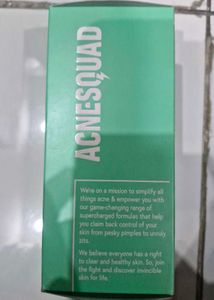 ACNESQUAD
We're on a mission to simplify all
things acne & empower you with
our game-changing range of
supercharged formulas that help
you claim back control of your
skin from pesky pimples to unruly
zits.
We believe everyone has a right
to clear and healthy skin. So, join
the fight and discover invincible
skin for life.